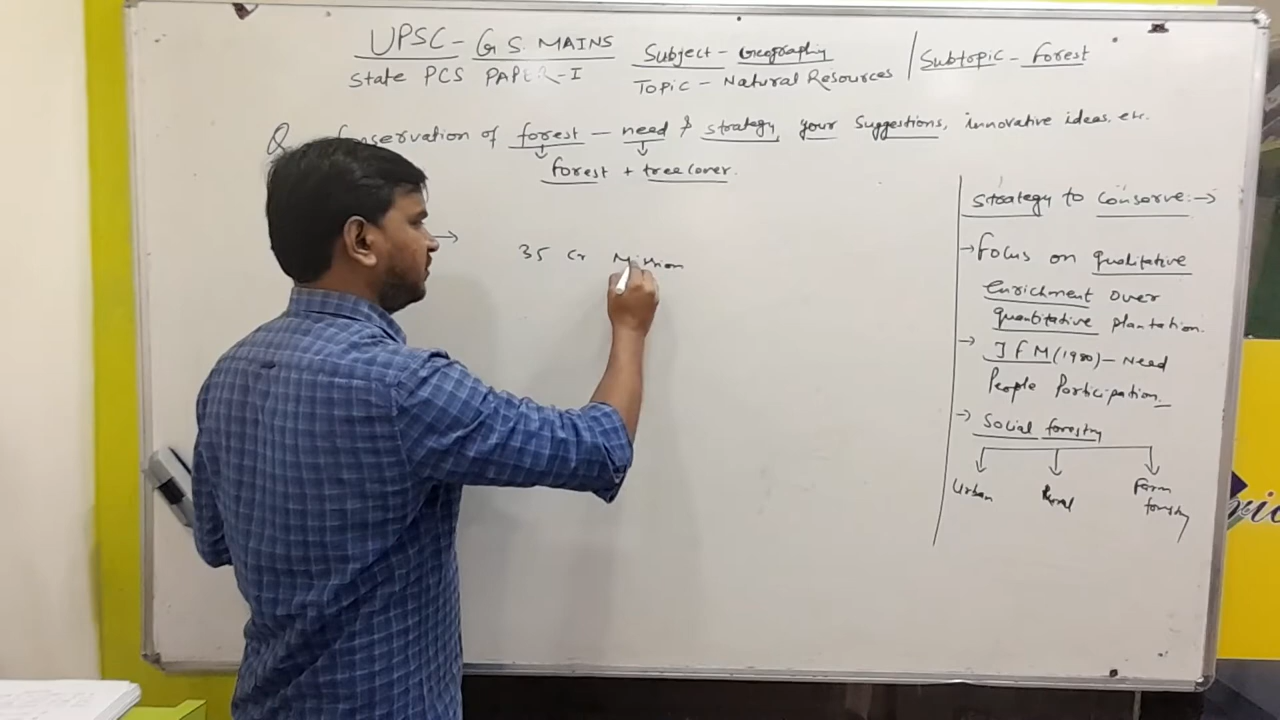 UPSC - G S. MAINS
State PCS PAPER-I
Subject - Geography
Topic - Natural Resources
Subtopic - Forest
Q servation of forest - need & strategy, your suggestions, innovative ideas, etc.
forest + tree cover.
35 Cr Mission
Strategy to Conserve:→
→ Focus on qualitative
enrichment over
quantitative plantation.
→ JFM (1980) - Need
People Participation.
→ Social forestry
Urban Rural Farm
forestry